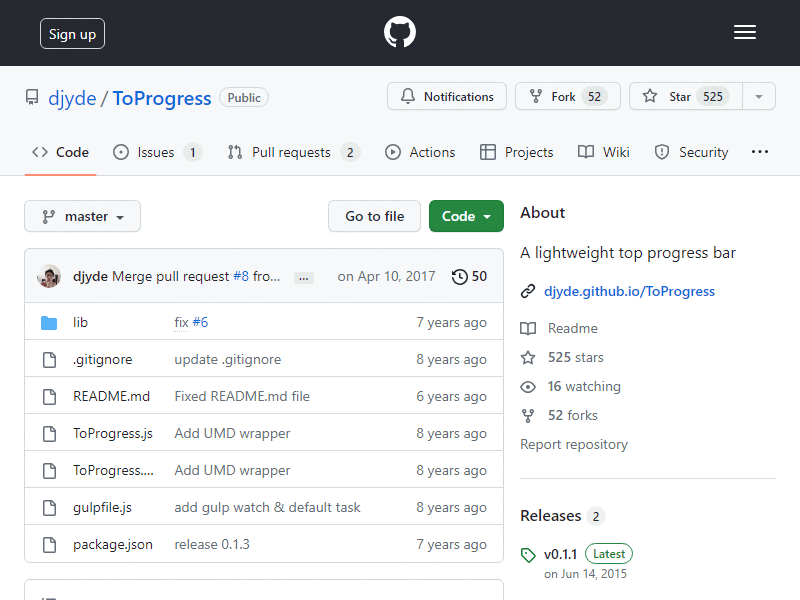 Sign up
djyde / ToProgress Public
Notifications
Fork 52
Star 525
Code
Issues 1
Pull requests 2
Actions
Projects
Wiki
Security
master
Go to file
Code
djyde Merge pull request #8 fro... ... on Apr 10, 2017 50
lib fix #6 7 years ago
.gitignore update .gitignore 8 years ago
README.md Fixed README.md file 6 years ago
ToProgress.js Add UMD wrapper 8 years ago
ToProgress.... Add UMD wrapper 8 years ago
gulpfile.js add gulp watch & default task 8 years ago
package.json release 0.1.3 7 years ago
About
A lightweight top progress bar
djyde.github.io/ToProgress
Readme
525 stars
16 watching
52 forks
Report repository
Releases 2
v0.1.1 Latest
on Jun 14, 2015